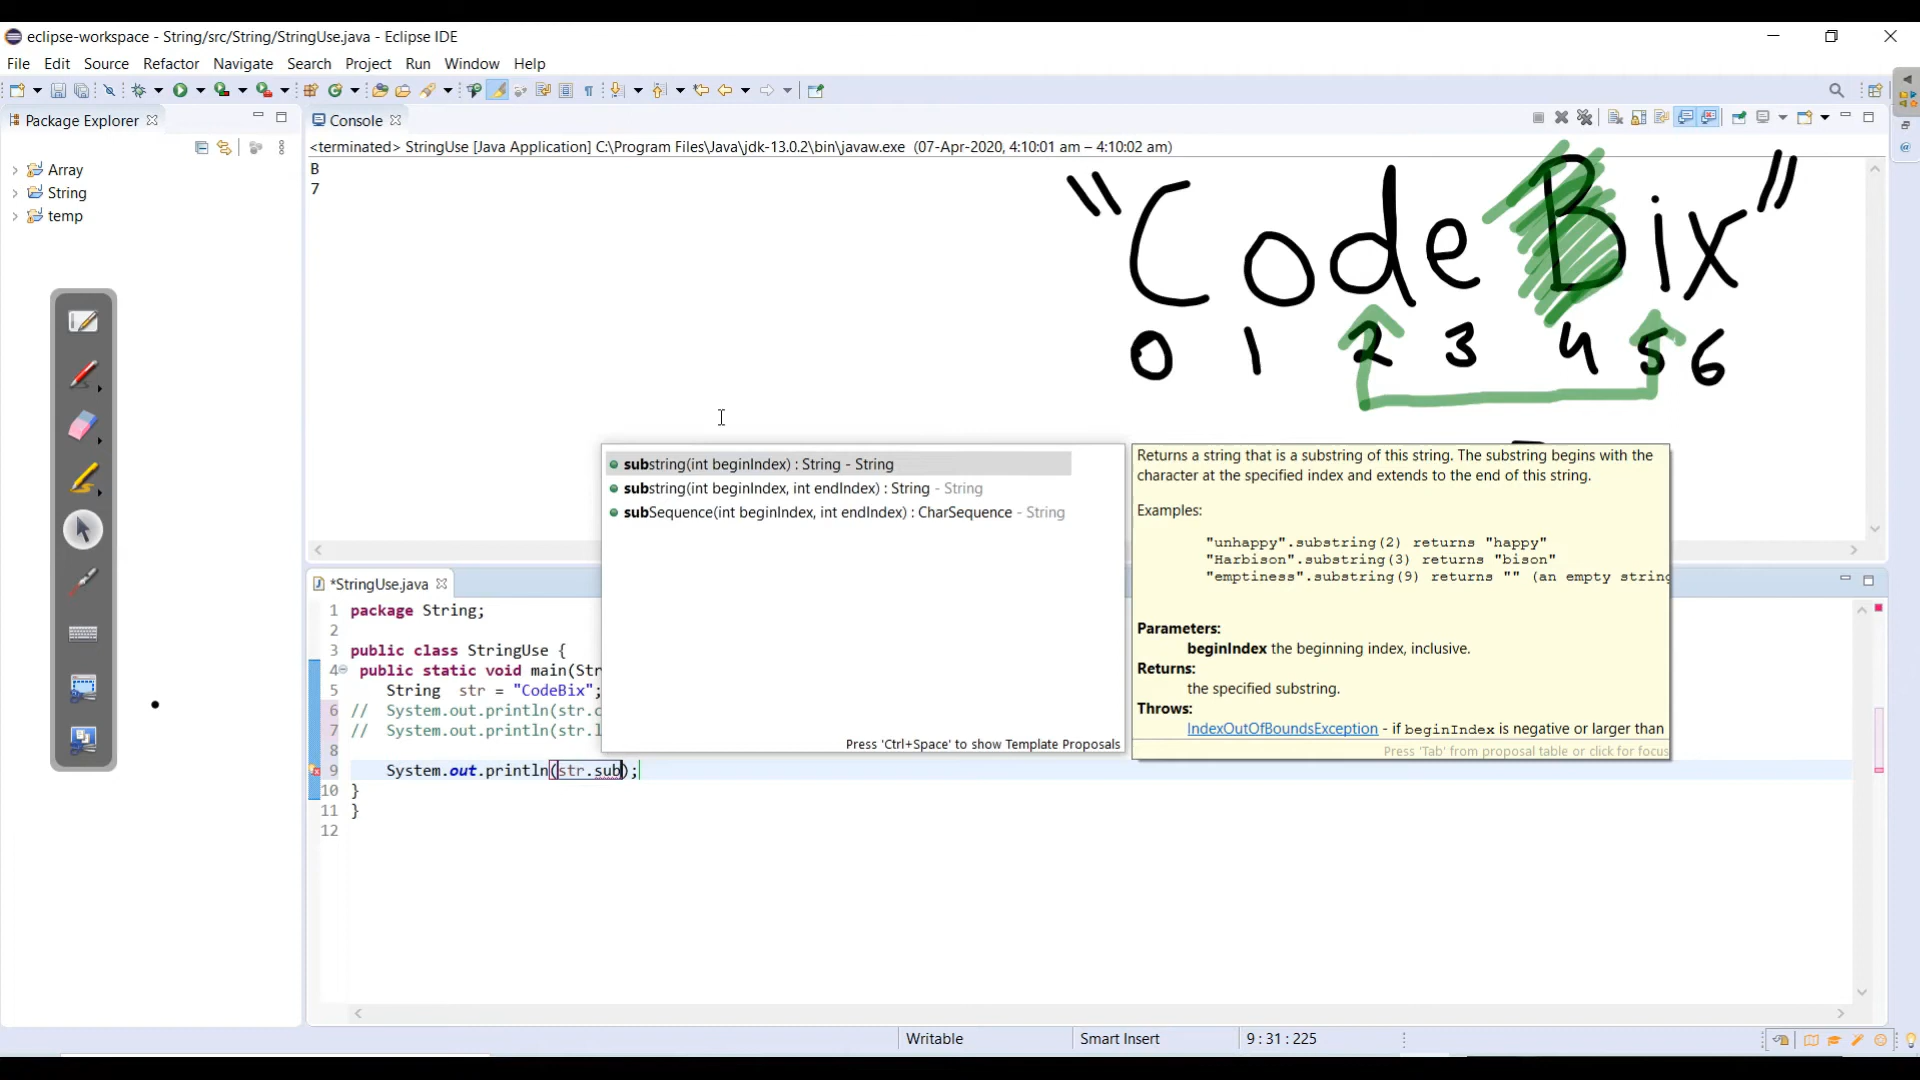 eclipse-workspace - String/src/String/StringUse.java - Eclipse IDE
File Edit Source Refactor Navigate Search Project Run Window Help
Package Explorer
Array
String
temp
Console
<terminated> StringUse [Java Application] C:\Program Files\Java\jdk-13.0.2\bin\javaw.exe (07-Apr-2020, 4:10:01 am – 4:10:02 am)
B
7
"Code Bix"
0 1 2 3 4 5 6
substring(int beginIndex) : String - String
substring(int beginIndex, int endIndex) : String - String
subSequence(int beginIndex, int endIndex) : CharSequence - String
Press 'Ctrl+Space' to show Template Proposals
Returns a string that is a substring of this string. The substring begins with the
character at the specified index and extends to the end of this string.
Examples:
"unhappy".substring(2) returns "happy"
"Harbison".substring(3) returns "bison"
"emptiness".substring(9) returns "" (an empty string
Parameters:
beginIndex the beginning index, inclusive.
Returns:
the specified substring.
Throws:
IndexOutOfBoundsException - if beginIndex is negative or larger than
Press 'Tab' from proposal table or click for focus
*StringUse.java
1 package String;
2
3 public class StringUse {
4 public static void main(Str
5 String str = "CodeBix";
6 // System.out.println(str.c
7 // System.out.println(str.l
8
9 System.out.println(str.sub);
10 }
11 }
12
Writable Smart Insert 9 : 31 : 225